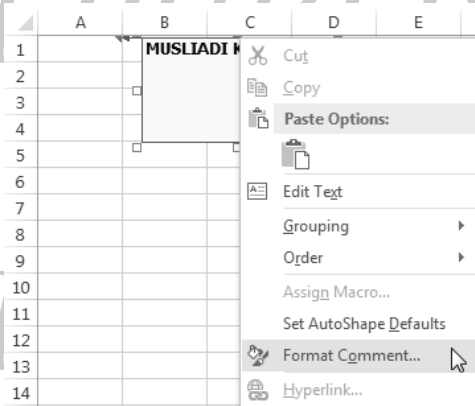 A B C D E
1 MUSLIADI K Cut
2 Copy
3 Paste Options:
4
5
6 Edit Text
7 Grouping
8 Order
9
10 Assign Macro...
11 Set AutoShape Defaults
12
13 Format Comment...
14 Hyperlink...